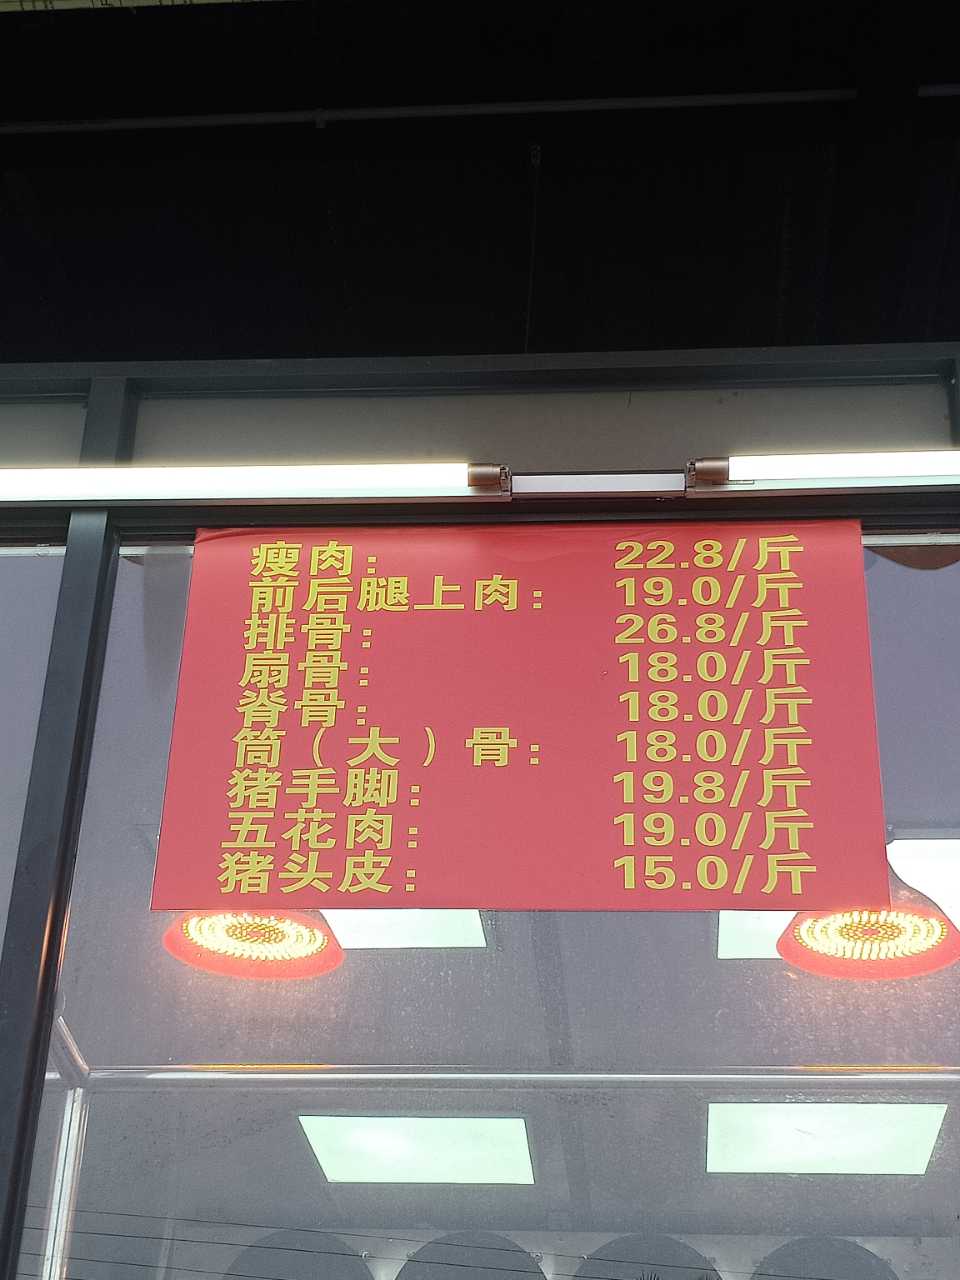 瘦肉: 22.8/斤
前后腿上肉: 19.0/斤
排骨: 26.8/斤
扇骨: 18.0/斤
脊骨: 18.0/斤
筒(大)骨: 18.0/斤
猪手脚: 19.8/斤
五花肉: 19.0/斤
猪头皮: 15.0/斤